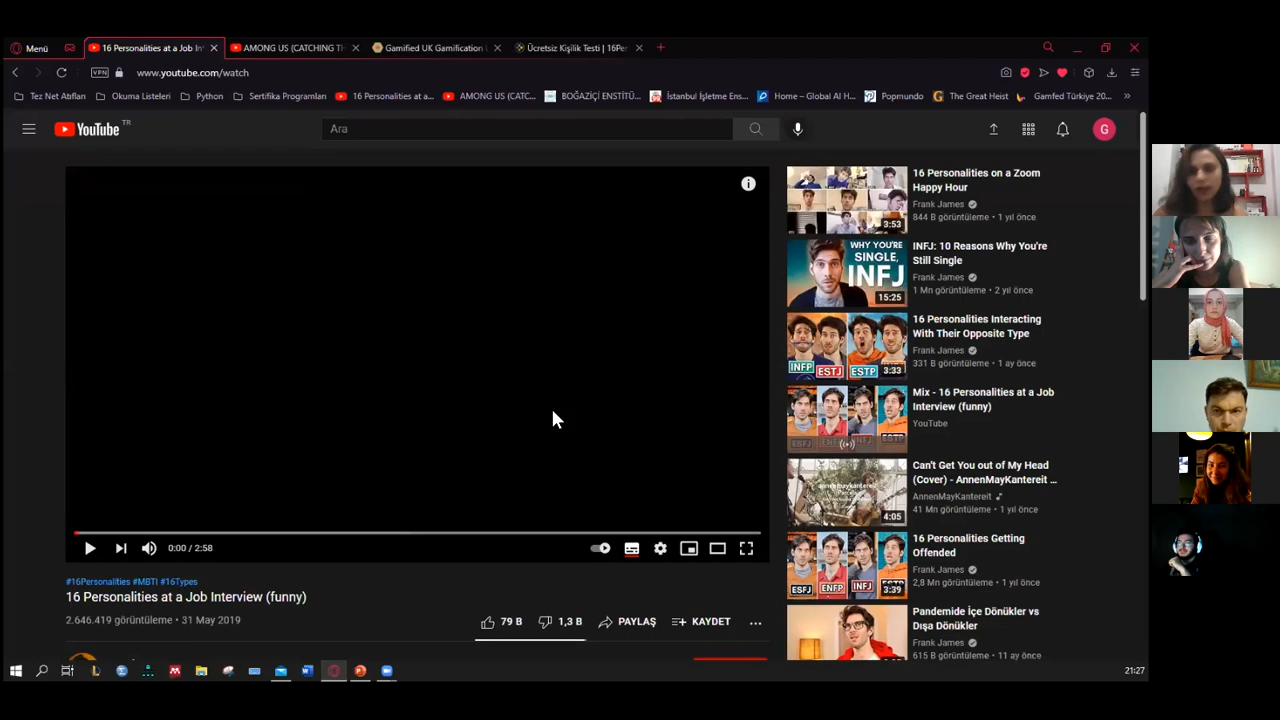 Menü
16 Personalities at a Job In
AMONG US (CATCHING TH
Gamified UK Gamification
Ücretsiz Kişilik Testi | 16Per
VPN
www.youtube.com/watch
Tez Net Atıfları
Okuma Listeleri
Python
Sertifika Programları
16 Personalities at a...
AMONG US (CATC...
BOĞAZİÇİ ENSTİTÜ...
İstanbul İşletme Ens...
Home – Global AI H...
Popmundo
The Great Heist
Gamfed Türkiye 20...
YouTube TR
Ara
G
16 Personalities on a Zoom
Happy Hour
Frank James
844 B görüntüleme • 1 yıl önce
3:53
WHY YOU'RE
SINGLE,
INFJ
15:25
INFJ: 10 Reasons Why You're
Still Single
Frank James
1 Mn görüntüleme • 2 yıl önce
INFP
ESTJ
ESTP
3:33
16 Personalities Interacting
With Their Opposite Type
Frank James
331 B görüntüleme • 1 ay önce
Mix - 16 Personalities at a Job
Interview (funny)
YouTube
Can't Get You out of My Head
(Cover) - AnnenMayKantereit ...
AnnenMayKantereit
41 Mn görüntüleme • 1 yıl önce
4:05
ESFJ
ENFP
INFJ
3:39
16 Personalities Getting
Offended
Frank James
2,8 Mn görüntüleme • 1 yıl önce
Pandemide İçe Dönükler vs
Dışa Dönükler
Frank James
615 B görüntüleme • 11 ay önce
0:00 / 2:58
#16Personalities #MBTI #16Types
16 Personalities at a Job Interview (funny)
2.646.419 görüntüleme • 31 May 2019
79 B
1,3 B
PAYLAŞ
KAYDET
21:27